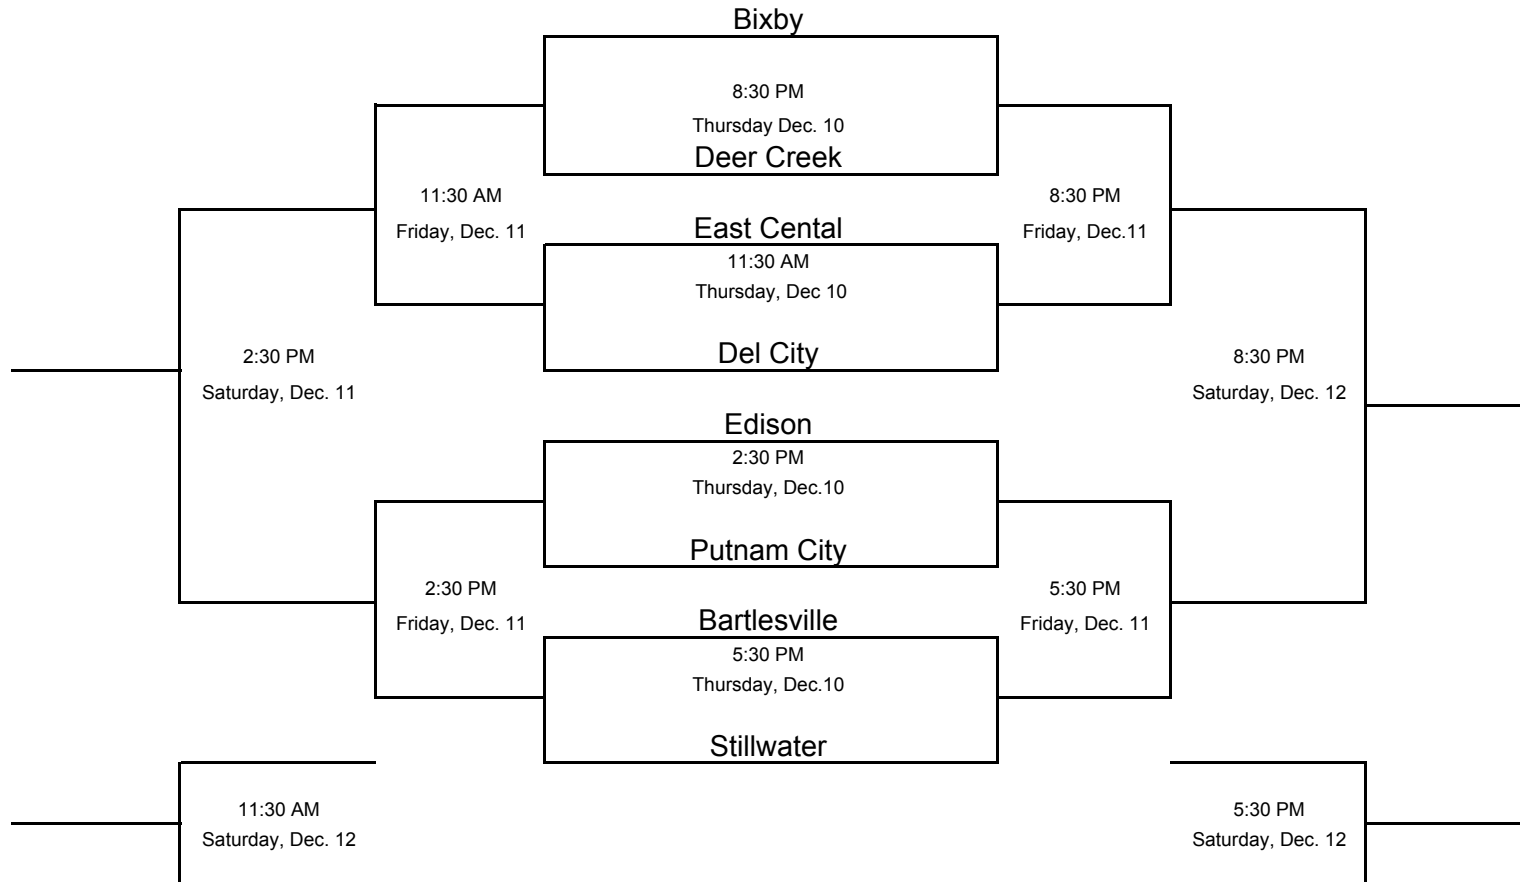 Bixby
8:30 PM
Thursday Dec. 10
Deer Creek
11:30 AM
Friday, Dec. 11
8:30 PM
Friday, Dec.11
East Cental
11:30 AM
Thursday, Dec 10
Del City
2:30 PM
Saturday, Dec. 11
8:30 PM
Saturday, Dec. 12
Edison
2:30 PM
Thursday, Dec.10
Putnam City
2:30 PM
Friday, Dec. 11
5:30 PM
Friday, Dec. 11
Bartlesville
5:30 PM
Thursday, Dec.10
Stillwater
11:30 AM
Saturday, Dec. 12
5:30 PM
Saturday, Dec. 12